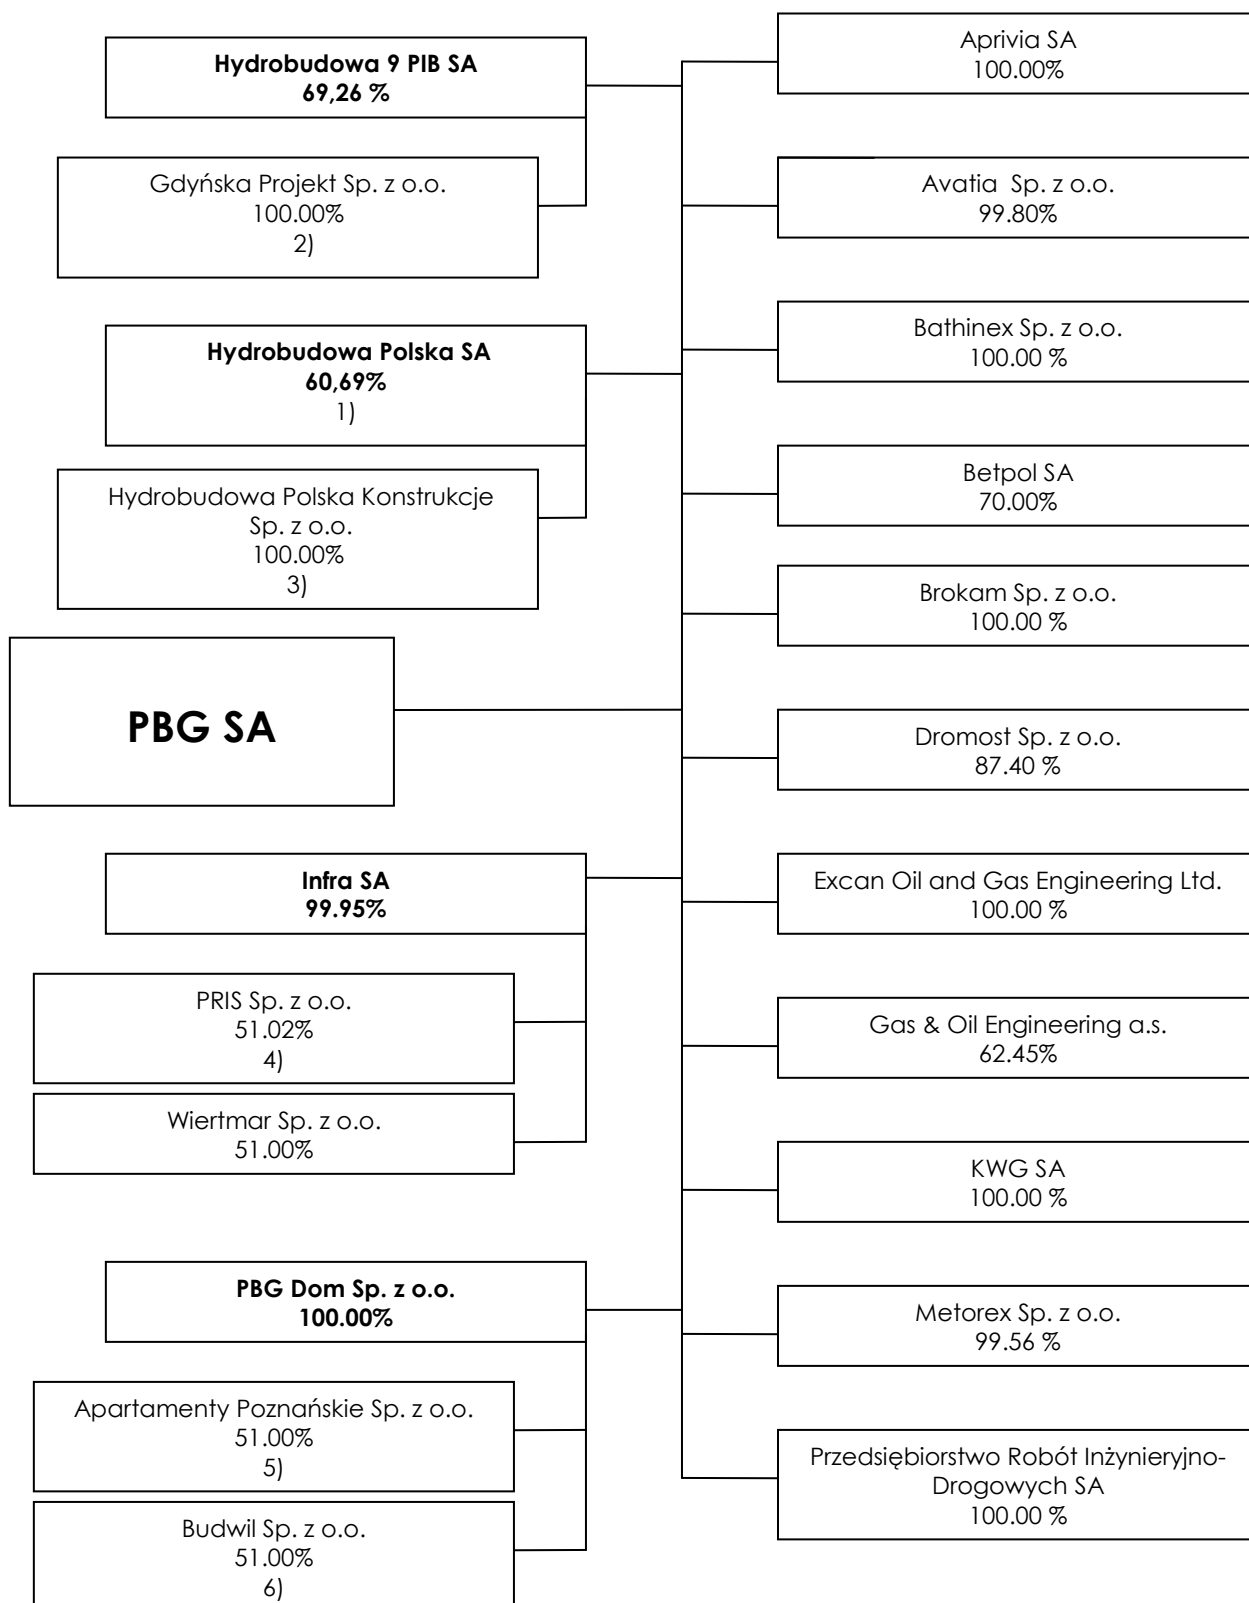 Hydrobudowa 9 PIB SA
69,26 %
Gdyńska Projekt Sp. z o.o.
100.00%
2)
Hydrobudowa Polska SA
60,69%
1)
Hydrobudowa Polska Konstrukcje
Sp. z o.o.
100.00%
3)
PBG SA
Infra SA
99.95%
PRIS Sp. z o.o.
51.02%
4)
Wiertmar Sp. z o.o.
51.00%
PBG Dom Sp. z o.o.
100.00%
Apartamenty Poznańskie Sp. z o.o.
51.00%
5)
Budwil Sp. z o.o.
51.00%
6)
Aprivia SA
100.00%
Avatia  Sp. z o.o.
99.80%
Bathinex Sp. z o.o.
100.00 %
Betpol SA
70.00%
Brokam Sp. z o.o.
100.00 %
Dromost Sp. z o.o.
87.40 %
Excan Oil and Gas Engineering Ltd.
100.00 %
Gas & Oil Engineering a.s.
62.45%
KWG SA
100.00 %
Metorex Sp. z o.o.
99.56 %
Przedsiębiorstwo Robót Inżynieryjno-
Drogowych SA
100.00 %